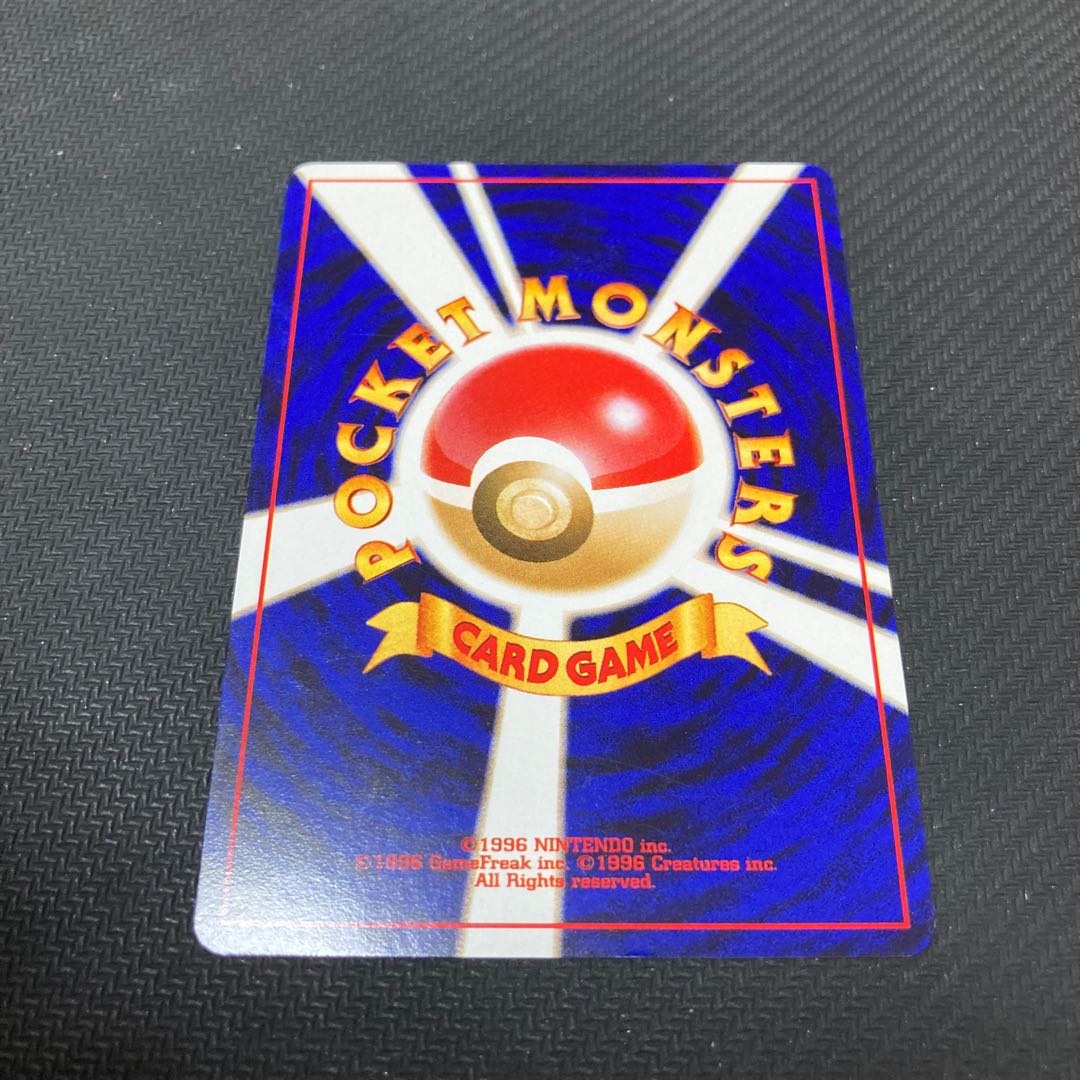 POCKET MONSTERS
CARD GAME
©1996 NINTENDO inc.
©1996 GameFreak inc. ©1996 Creatures inc.
All Rights reserved.